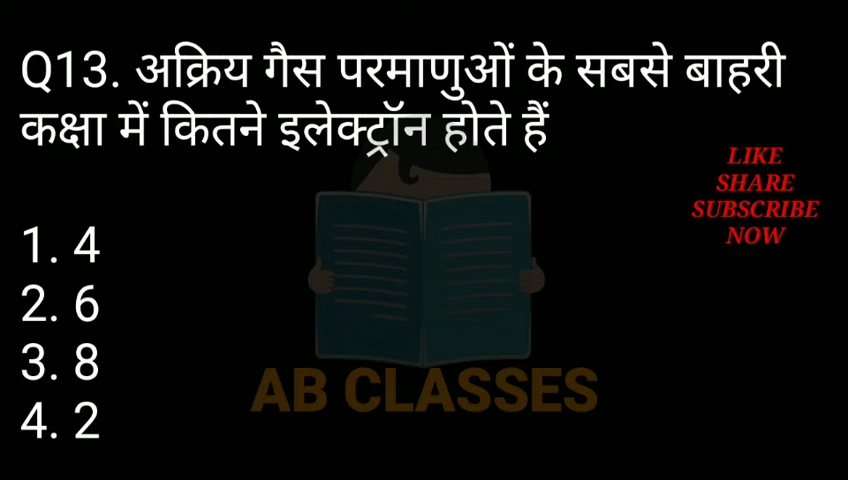 Q13. अक्रिय गैस परमाणुओं के सबसे बाहरी
कक्षा में कितने इलेक्ट्रॉन होते हैं
LIKE
SHARE
SUBSCRIBE
NOW
1. 4
2. 6
3. 8
4. 2
AB CLASSES